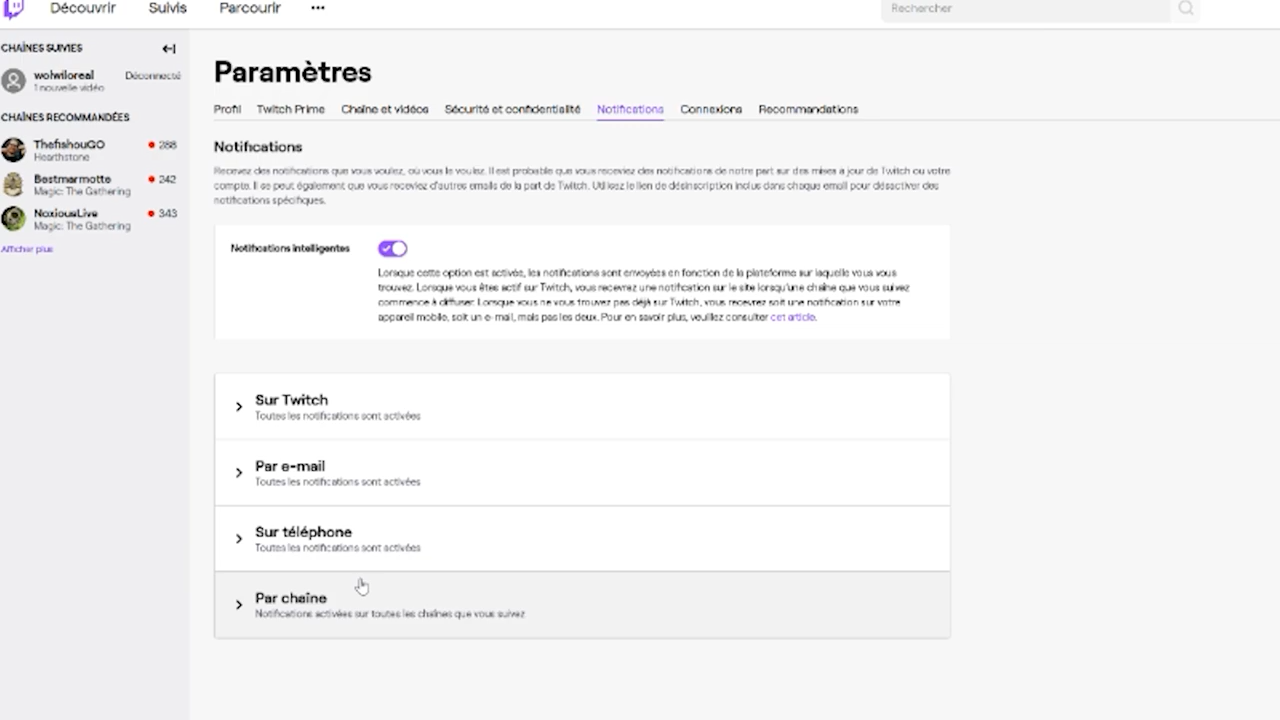 Découvrir Suivis Parcourir ••• Rechercher
CHAÎNES SUIVIES
wolwiloreal Déconnecté
1 nouvelle vidéo
CHAÎNES RECOMMANDÉES
ThefishouGO 288
Hearthstone
Bestmarmotte 242
Magic: The Gathering
NoxiousLive 343
Magic: The Gathering
Afficher plus
Paramètres
Profil Twitch Prime Chaîne et vidéos Sécurité et confidentialité Notifications Connexions Recommandations
Notifications
Recevez des notifications que vous voulez, où vous le voulez. Il est probable que vous receviez des notifications de notre part sur des mises à jour de Twitch ou votre
compte. Il se peut également que vous receviez d'autres emails de la part de Twitch. Utilisez le lien de désinscription inclus dans chaque email pour désactiver des
notifications spécifiques.
Notifications intelligentes
Lorsque cette option est activée, les notifications sont envoyées en fonction de la plateforme sur laquelle vous vous
trouvez. Lorsque vous êtes actif sur Twitch, vous recevrez une notification sur le site lorsqu'une chaîne que vous suivez
commence à diffuser. Lorsque vous ne vous trouvez pas déjà sur Twitch, vous recevrez soit une notification sur votre
appareil mobile, soit un e-mail, mais pas les deux. Pour en savoir plus, veuillez consulter cet article.
Sur Twitch
Toutes les notifications sont activées
Par e-mail
Toutes les notifications sont activées
Sur téléphone
Toutes les notifications sont activées
Par chaîne
Notifications activées sur toutes les chaînes que vous suivez